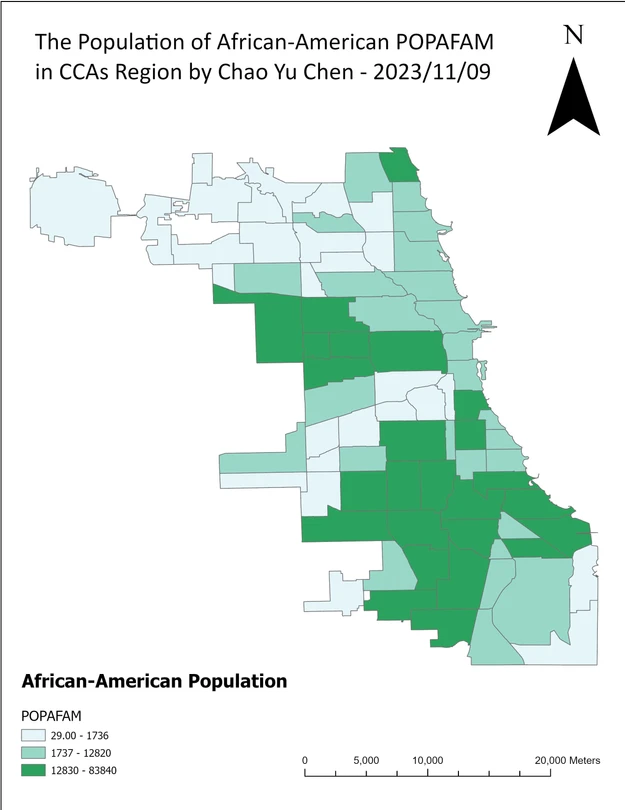 The Population of African-American POPAFAM
in CCAs Region by Chao Yu Chen - 2023/11/09
N
African-American Population
POPAFAM
29.00 - 1736
1737 - 12820
12830 - 83840
0 5,000 10,000 20,000 Meters